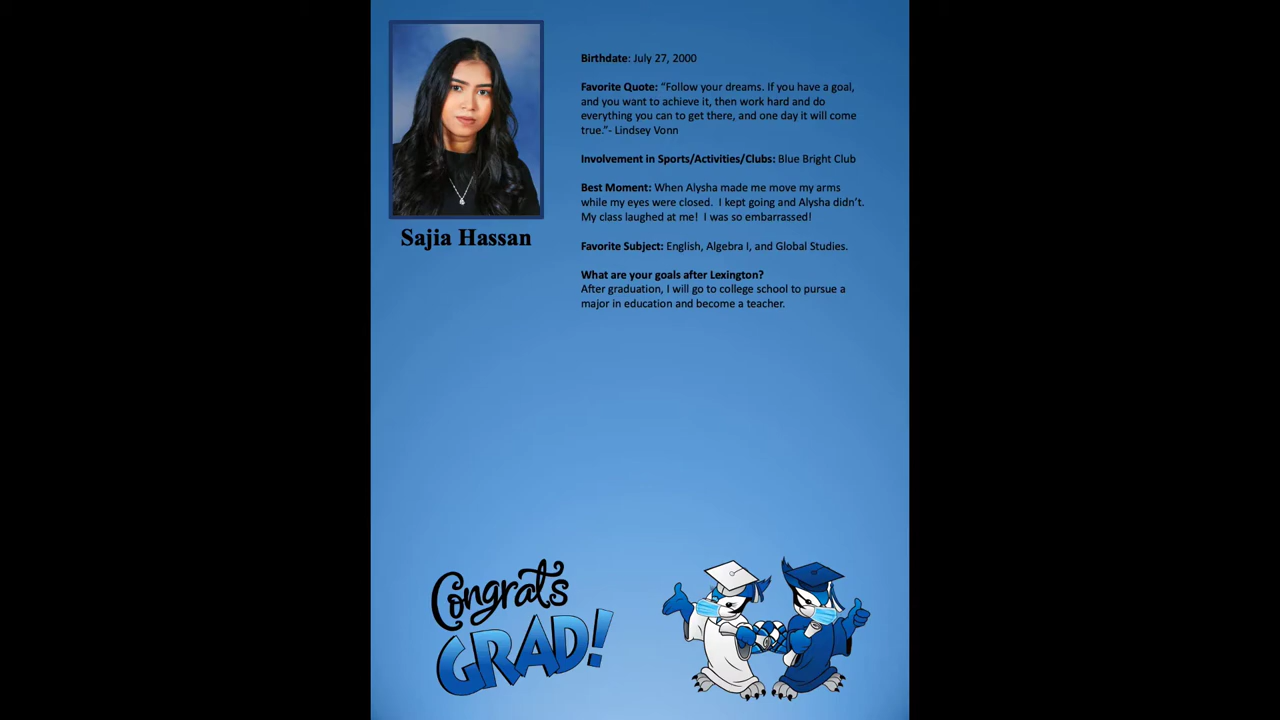 Birthdate: July 27, 2000
Favorite Quote: “Follow your dreams. If you have a goal,
and you want to achieve it, then work hard and do
everything you can to get there, and one day it will come
true.”- Lindsey Vonn
Involvement in Sports/Activities/Clubs: Blue Bright Club
Best Moment: When Alysha made me move my arms
while my eyes were closed.  I kept going and Alysha didn’t.
My class laughed at me!  I was so embarrassed!
Sajia Hassan
Favorite Subject: English, Algebra I, and Global Studies.
What are your goals after Lexington?
After graduation, I will go to college school to pursue a
major in education and become a teacher.
Congrats
GRAD!